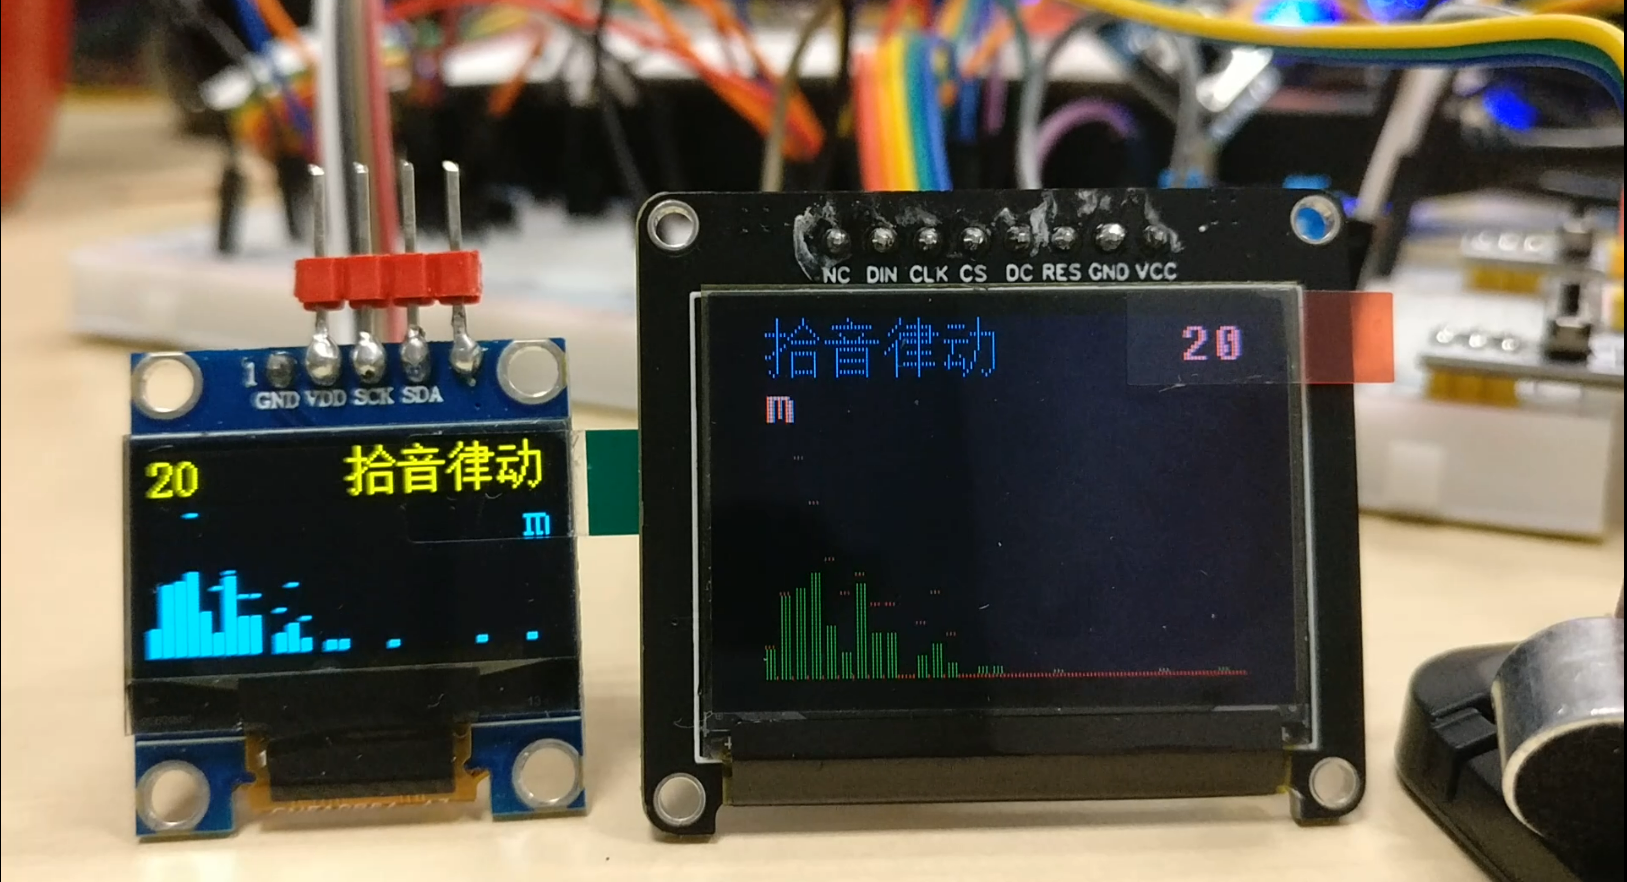 1
GND VDD SCK SDA
20 拾音律动
m
NC DIN CLK CS DC RES GND VCC
拾音律动 20
m